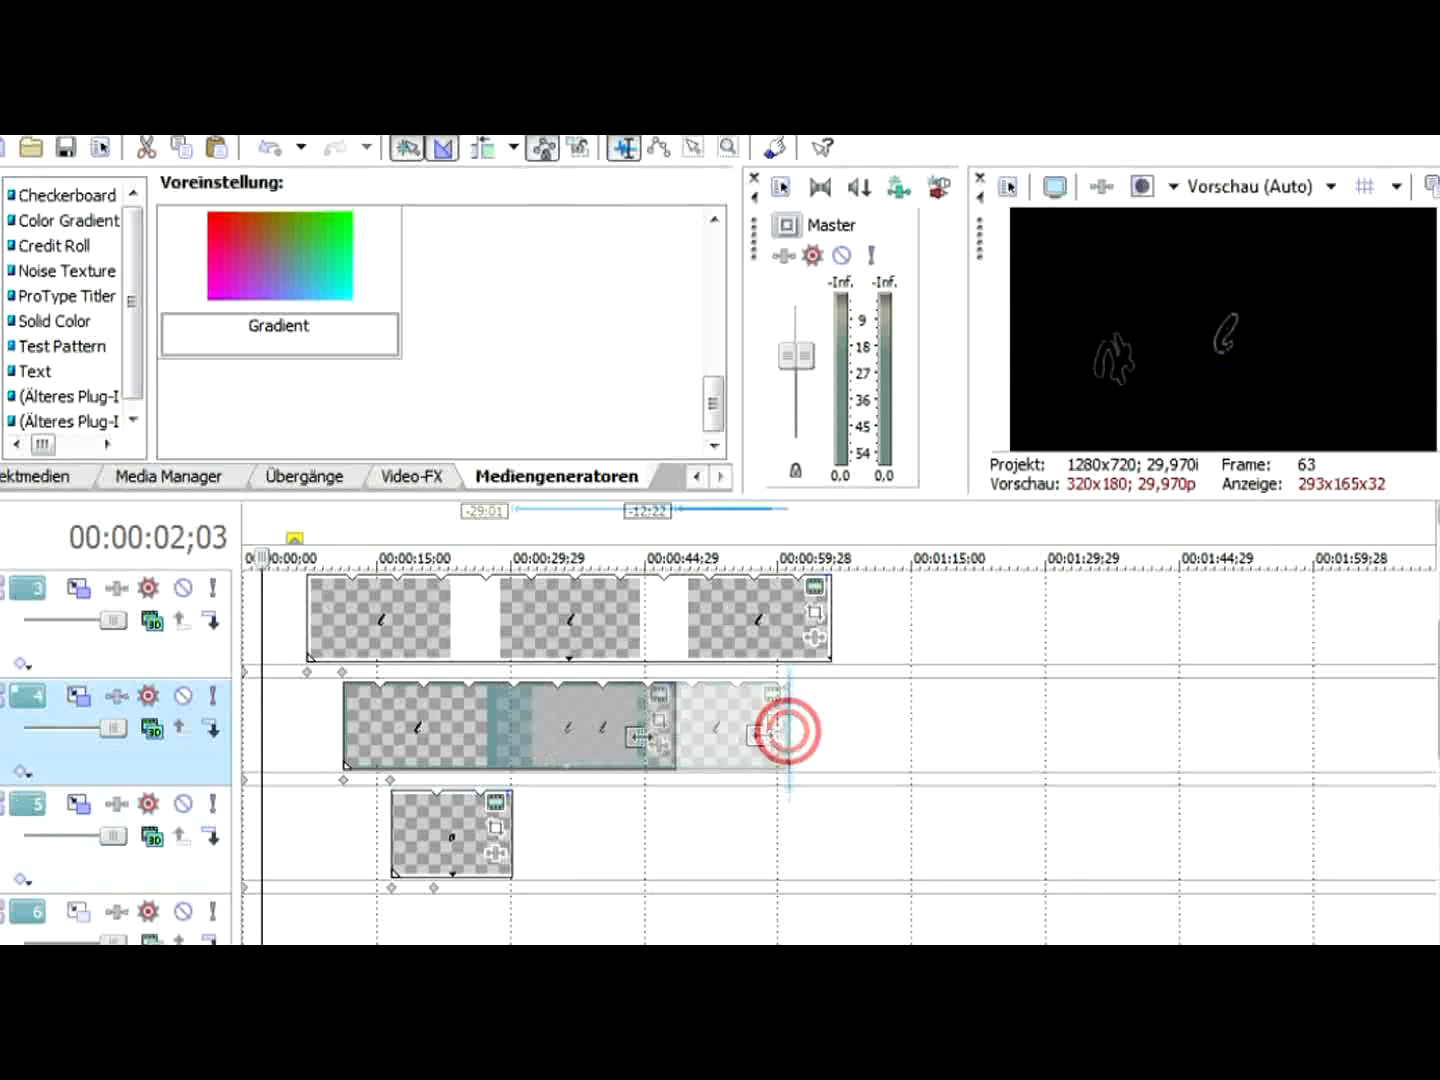 Checkerboard
Color Gradient
Credit Roll
Noise Texture
ProType Titler
Solid Color
Test Pattern
Text
(Älteres Plug-I
(Älteres Plug-I
Voreinstellung:
Gradient
ektmedien Media Manager Übergänge Video-FX Mediengeneratoren
Master
-Inf. -Inf.
9
18
27
36
45
54
0,0 0,0
Vorschau (Auto)
Projekt: 1280x720; 29,970i Frame: 63
Vorschau: 320x180; 29,970p Anzeige: 293x165x32
-29:01 -12:22
00:00:02;03
0:00:00;00 00:00:15;00 00:00:29;29 00:00:44;29 00:00:59;28 00:01:15;00 00:01:29;29 00:01:44;29 00:01:59;28
3
3D
l l l
4
3D
l l l l
5
3D
o
6